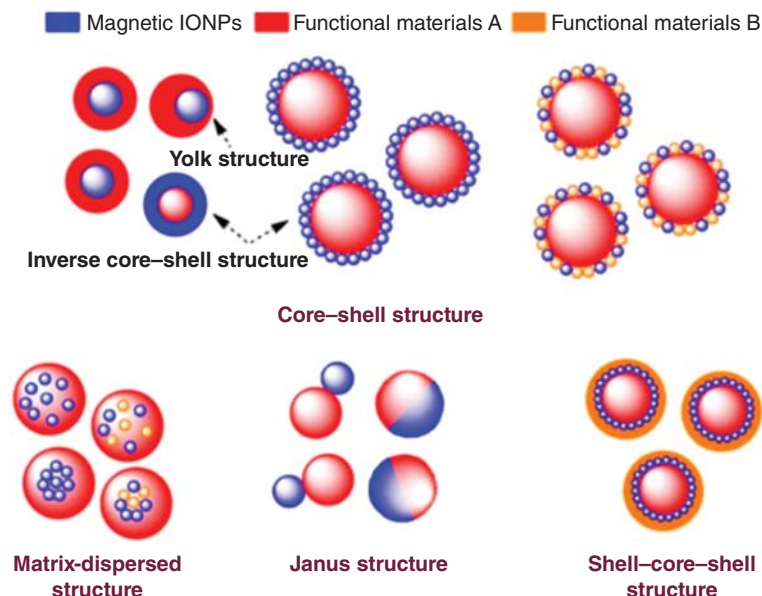 Magnetic IONPs Functional materials A Functional materials B
Yolk structure
Inverse core–shell structure
Core–shell structure
Matrix-dispersed
structure
Janus structure
Shell–core–shell
structure